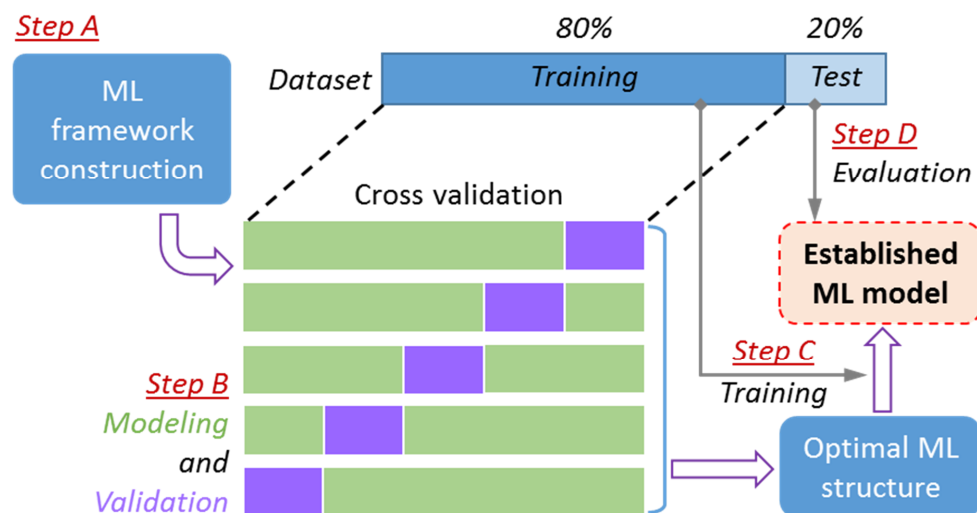 Step A
80%
20%
ML
framework
construction
Dataset
Training
Test
Step D
Evaluation
Cross validation
Established
ML model
Step B
Modeling
and
Validation
Step C
Training
Optimal ML
structure